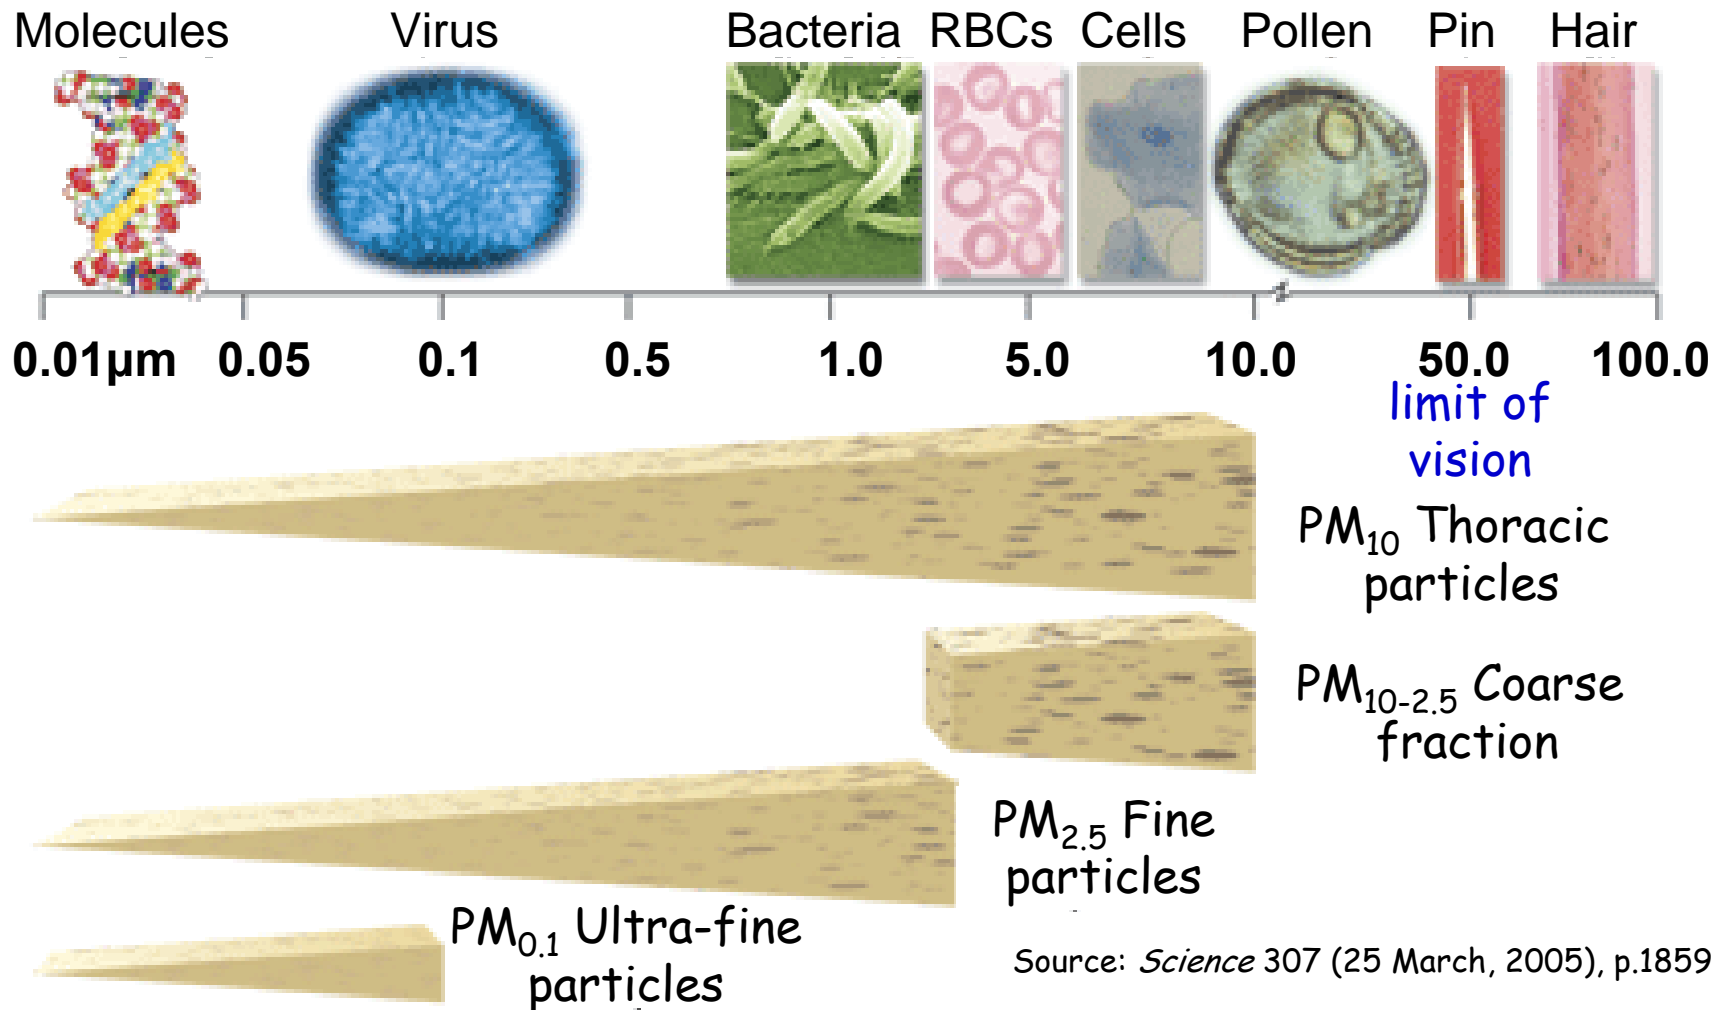 Molecules Virus Bacteria RBCs Cells Pollen Pin Hair
0.01µm 0.05 0.1 0.5 1.0 5.0 10.0 50.0 100.0
limit of
vision
PM10 Thoracic
particles
PM10-2.5 Coarse
fraction
PM2.5 Fine
particles
PM0.1 Ultra-fine
particles
Source: Science 307 (25 March, 2005), p.1859